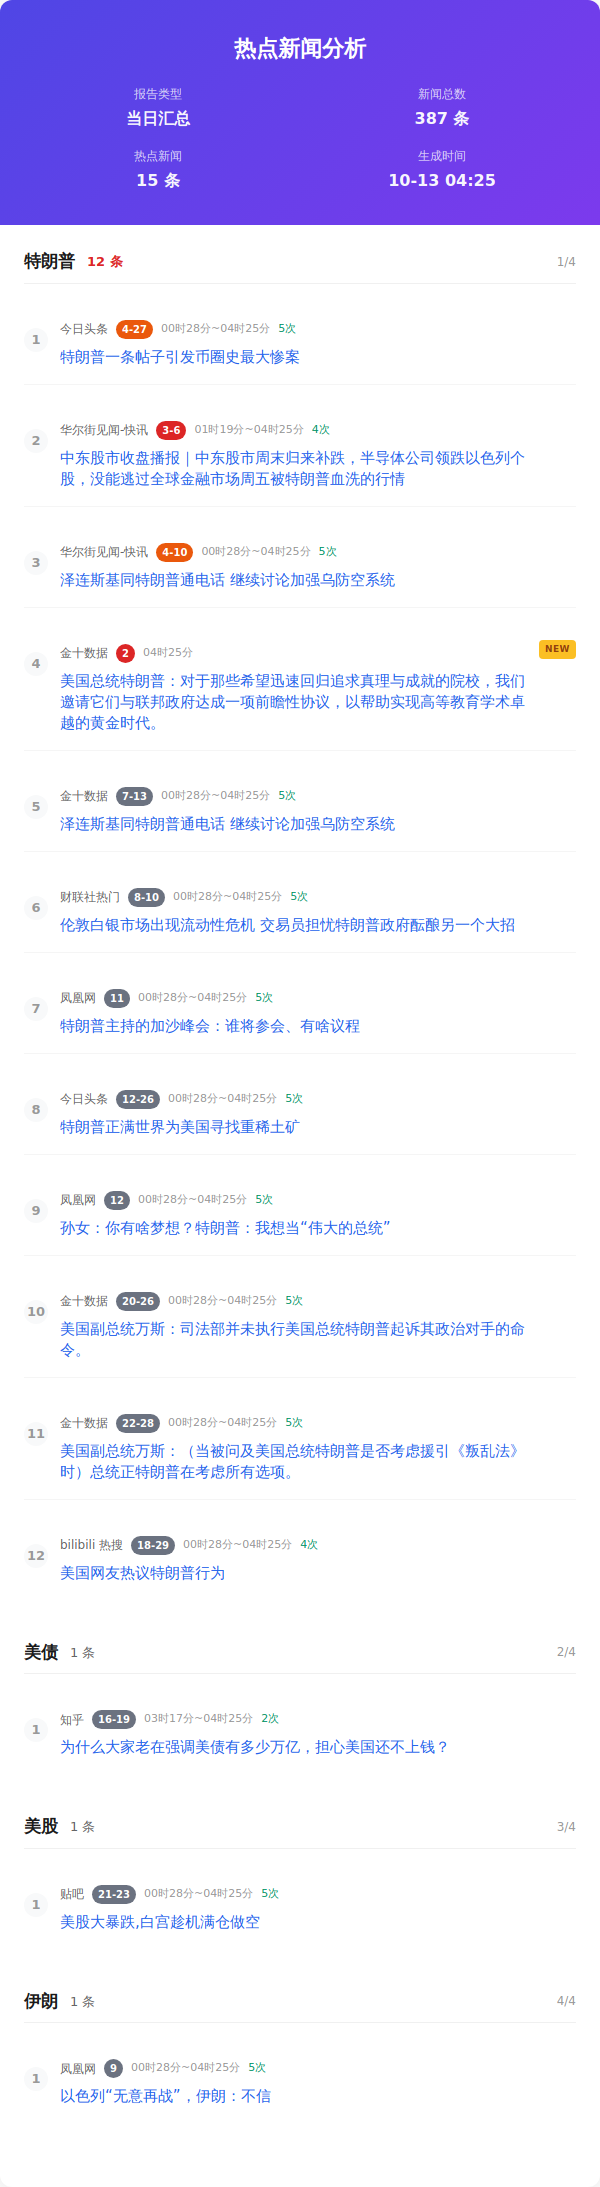 热点新闻分析
报告类型
当日汇总
新闻总数
387 条
热点新闻
15 条
生成时间
10-13 04:25
特朗普 12 条 1/4
1
今日头条 4-27 00时28分~04时25分 5次
特朗普一条帖子引发币圈史最大惨案
2
华尔街见闻-快讯 3-6 01时19分~04时25分 4次
中东股市收盘播报｜中东股市周末归来补跌，半导体公司领跌以色列个
股，没能逃过全球金融市场周五被特朗普血洗的行情
3
华尔街见闻-快讯 4-10 00时28分~04时25分 5次
泽连斯基同特朗普通电话 继续讨论加强乌防空系统
4
金十数据 2 04时25分 NEW
美国总统特朗普：对于那些希望迅速回归追求真理与成就的院校，我们
邀请它们与联邦政府达成一项前瞻性协议，以帮助实现高等教育学术卓
越的黄金时代。
5
金十数据 7-13 00时28分~04时25分 5次
泽连斯基同特朗普通电话 继续讨论加强乌防空系统
6
财联社热门 8-10 00时28分~04时25分 5次
伦敦白银市场出现流动性危机 交易员担忧特朗普政府酝酿另一个大招
7
凤凰网 11 00时28分~04时25分 5次
特朗普主持的加沙峰会：谁将参会、有啥议程
8
今日头条 12-26 00时28分~04时25分 5次
特朗普正满世界为美国寻找重稀土矿
9
凤凰网 12 00时28分~04时25分 5次
孙女：你有啥梦想？特朗普：我想当“伟大的总统”
10
金十数据 20-26 00时28分~04时25分 5次
美国副总统万斯：司法部并未执行美国总统特朗普起诉其政治对手的命
令。
11
金十数据 22-28 00时28分~04时25分 5次
美国副总统万斯：（当被问及美国总统特朗普是否考虑援引《叛乱法》
时）总统正特朗普在考虑所有选项。
12
bilibili 热搜 18-29 00时28分~04时25分 4次
美国网友热议特朗普行为
美债 1 条 2/4
1
知乎 16-19 03时17分~04时25分 2次
为什么大家老在强调美债有多少万亿，担心美国还不上钱？
美股 1 条 3/4
1
贴吧 21-23 00时28分~04时25分 5次
美股大暴跌,白宫趁机满仓做空
伊朗 1 条 4/4
1
凤凰网 9 00时28分~04时25分 5次
以色列“无意再战”，伊朗：不信